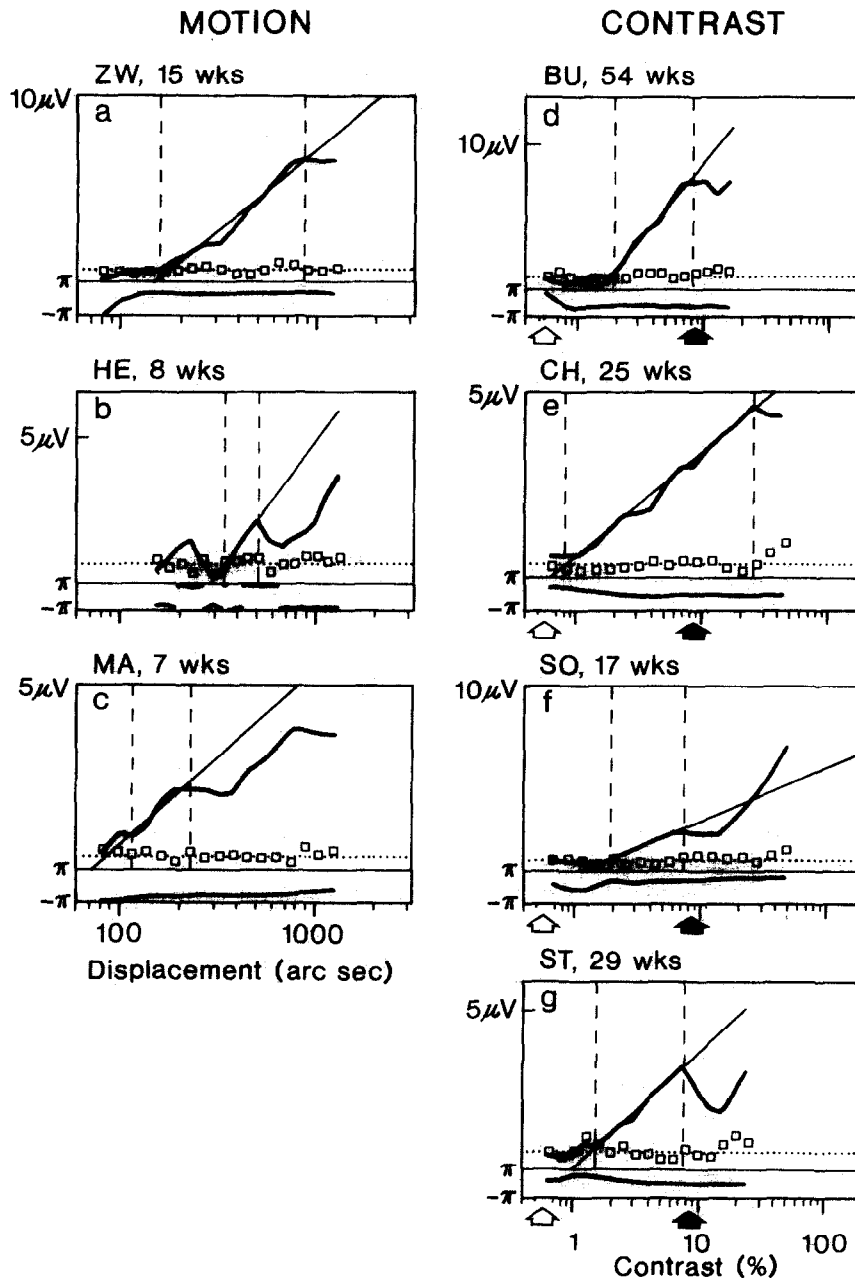 MOTION
CONTRAST
ZW, 15 wks
10μV
a
π
-π
HE, 8 wks
b
5μV
π
-π
MA, 7 wks
5μV
c
π
-π
100 1000
Displacement (arc sec)
BU, 54 wks
d
10μV
π
-π
CH, 25 wks
5μV
e
π
-π
SO, 17 wks
10μV
f
π
-π
ST, 29 wks
5μV
g
π
-π
1 10 100
Contrast (%)